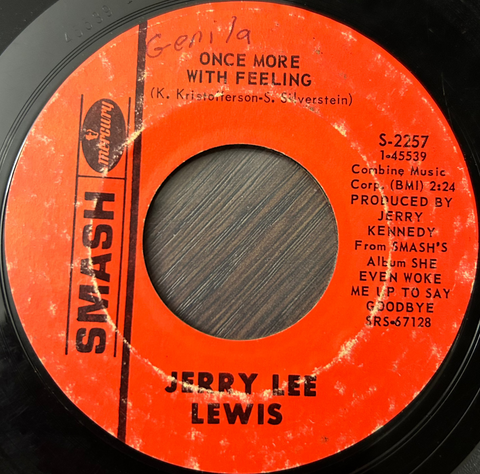 Genila
ONCE MORE
WITH FEELING
(K. Kristofferson-S. Silverstein)
SMASH
mercury
S-2257
1-45539
Combine Music
Corp. (BMI) 2:24
PRODUCED BY
JERRY
KENNEDY
From SMASH'S
Album SHE
EVEN WOKE
ME UP TO SAY
GOODBYE
SRS-67128
JERRY LEE
LEWIS